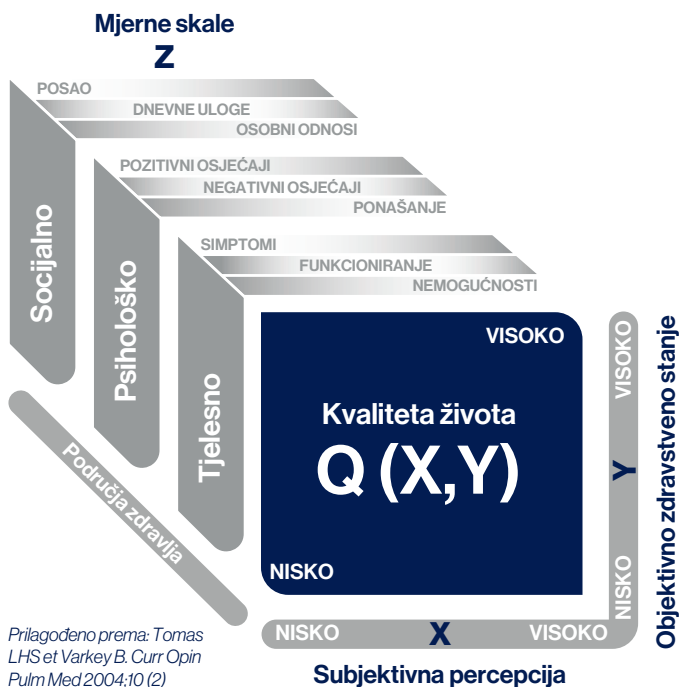 Mjerne skale
Z
POSAO
DNEVNE ULOGE
OSOBNI ODNOSI
Socijalno
POZITIVNI OSJEĆAJI
NEGATIVNI OSJEĆAJI
PONAŠANJE
Psihološko
SIMPTOMI
FUNKCIONIRANJE
NEMOGUĆNOSTI
Tjelesno
Područja zdravlja
VISOKO
Kvaliteta života
Q (X,Y)
NISKO
VISOKO
Y
NISKO
Objektivno zdravstveno stanje
NISKO X VISOKO
Subjektivna percepcija
Prilagođeno prema: Tomas
LHS et Varkey B. Curr Opin
Pulm Med 2004;10 (2)